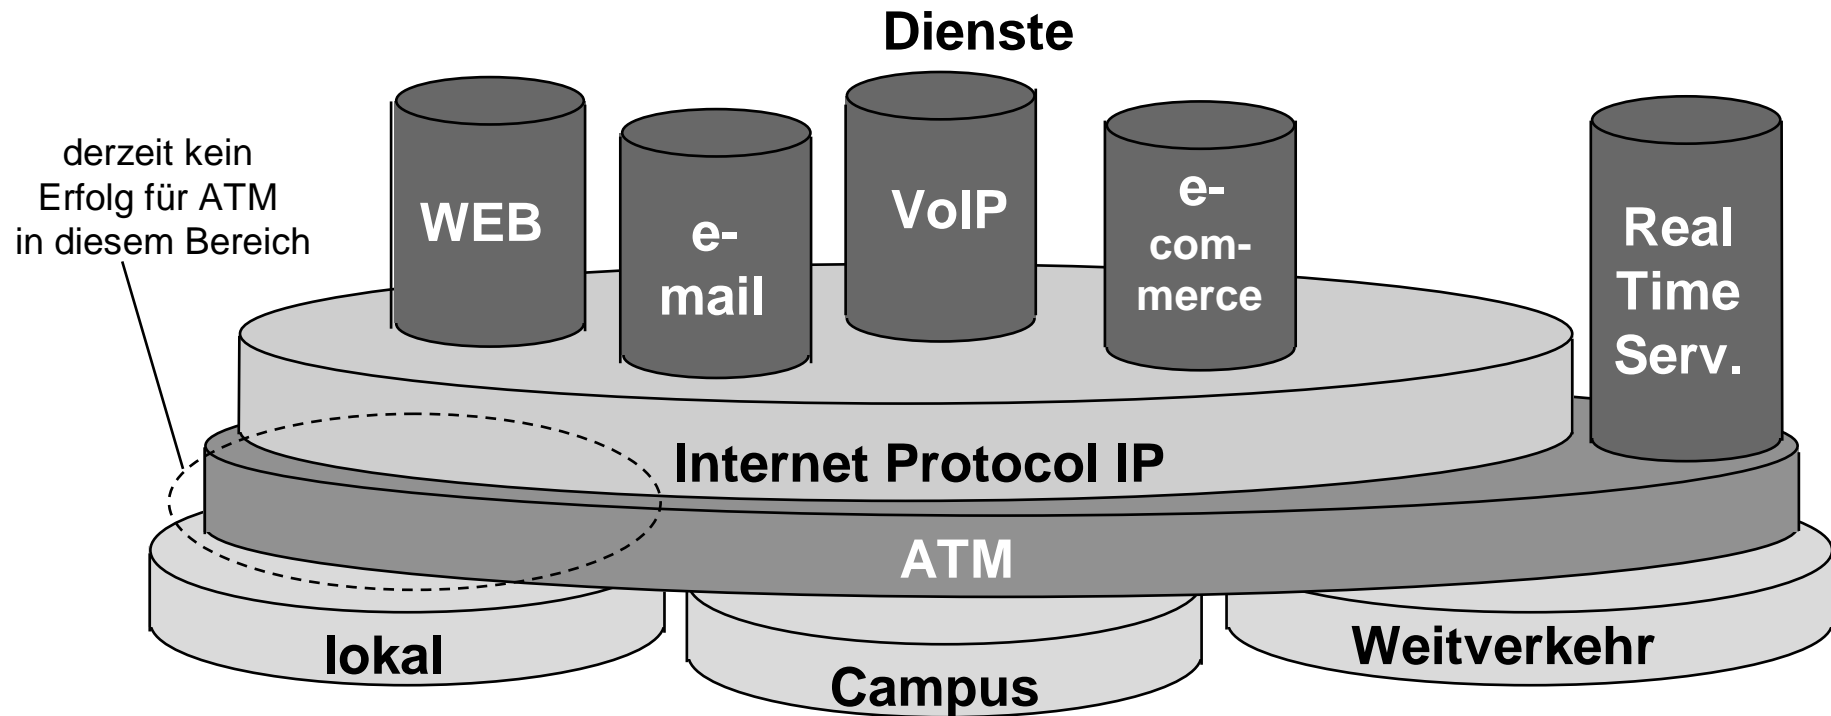 Dienste
derzeit kein
Erfolg für ATM
in diesem Bereich
WEB
e-
mail
VoIP
e-
com-
merce
Real
Time
Serv.
Internet Protocol IP
ATM
lokal
Campus
Weitverkehr